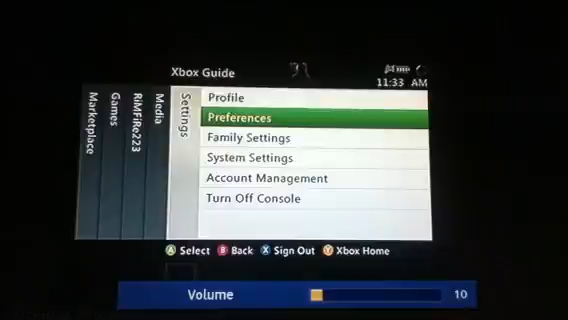 Xbox Guide
11:33 AM
Marketplace
Games
RiMFiRe223
Media
Settings
Profile
Preferences
Family Settings
System Settings
Account Management
Turn Off Console
A Select B Back X Sign Out Y Xbox Home
Volume 10